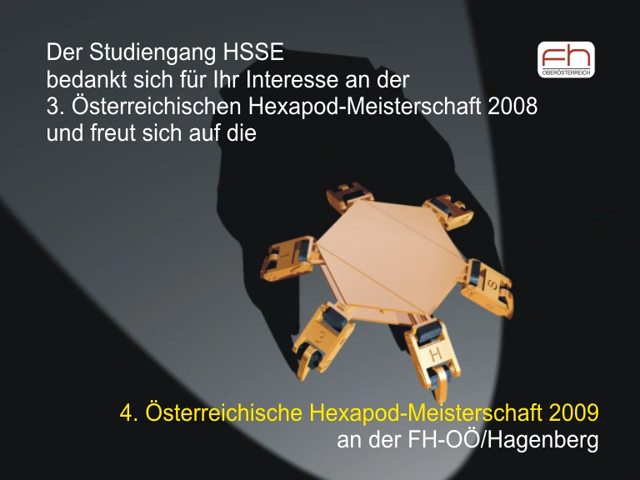 Der Studiengang HSSE
bedankt sich für Ihr Interesse an der
3. Österreichischen Hexapod-Meisterschaft 2008
und freut sich auf die
Fh
OBERÖSTERREICH
S
H
4. Österreichische Hexapod-Meisterschaft 2009
an der FH-OÖ/Hagenberg